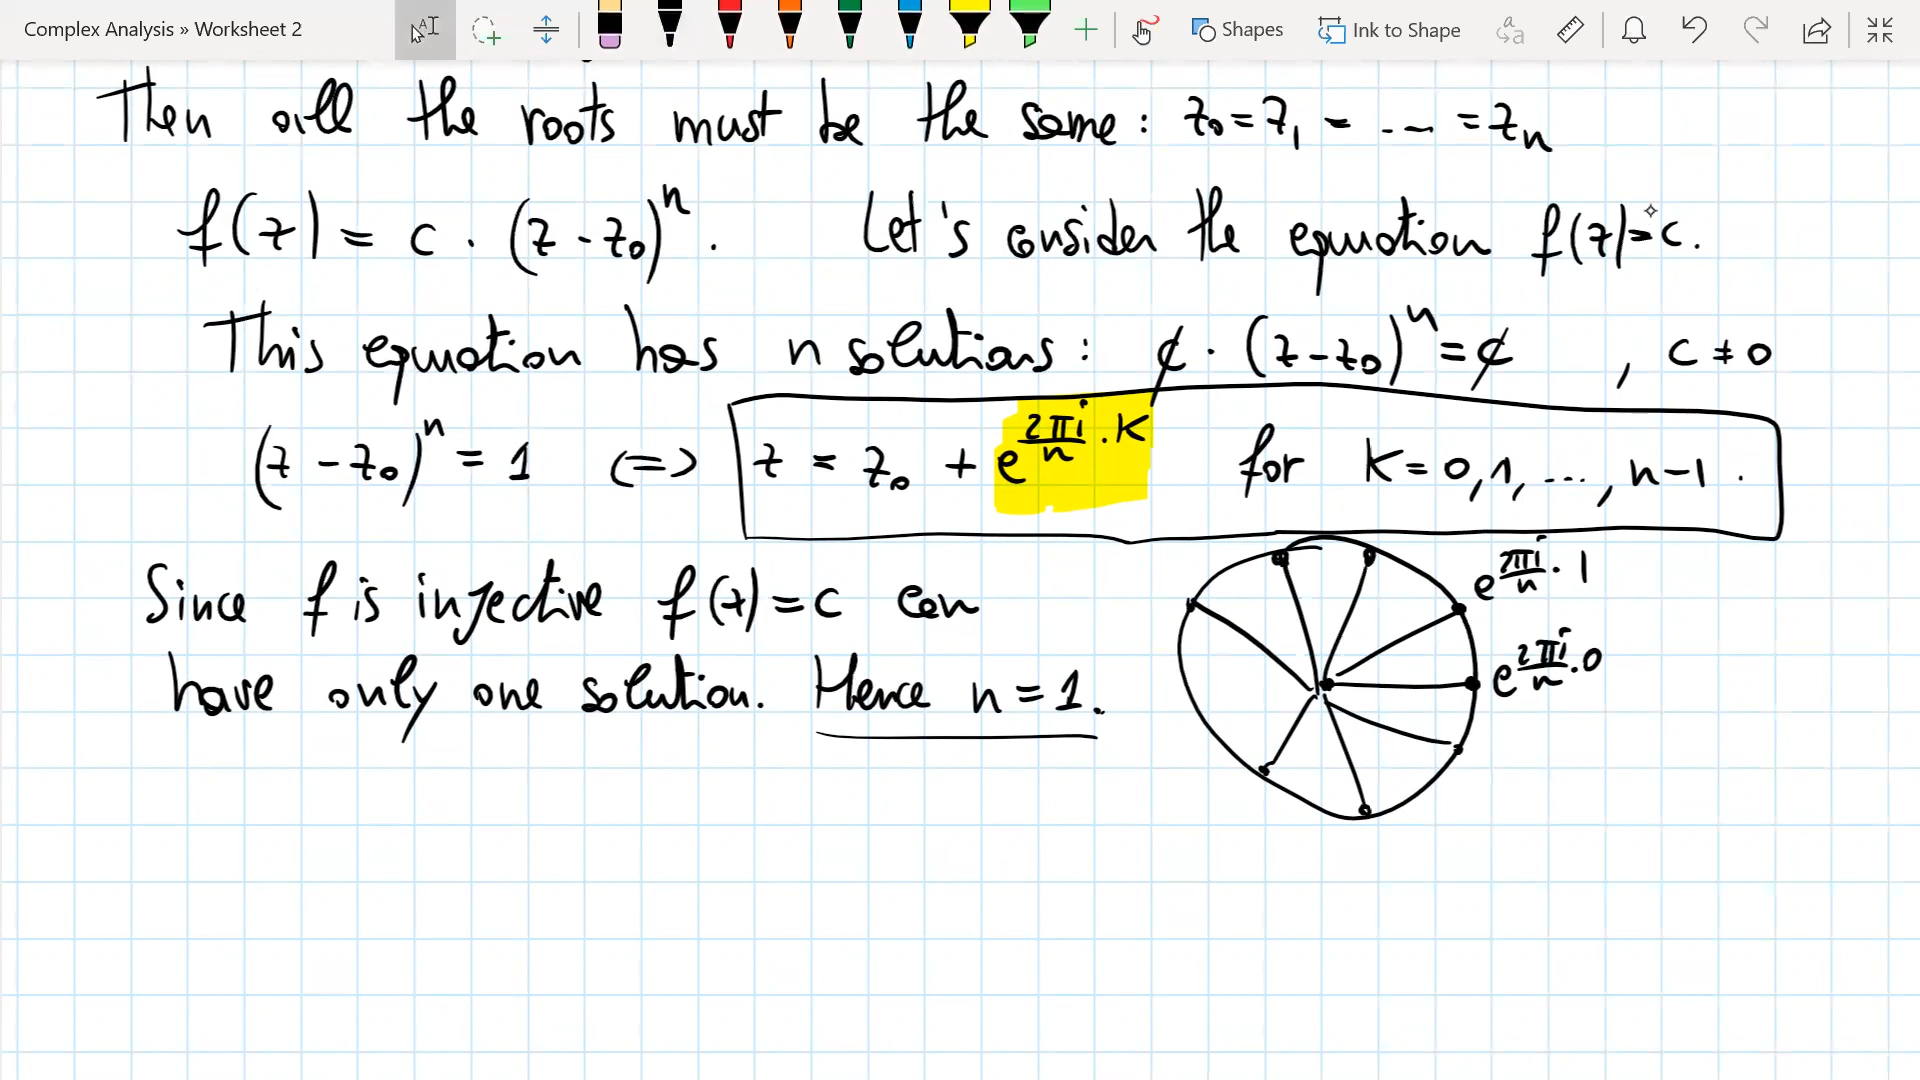 Complex Analysis » Worksheet 2
Shapes
Ink to Shape
Then all the roots must be the same: z₀ = z₁ = ... = zₙ
f(z) = c · (z - z₀)ⁿ. Let's consider the equation f(z) = c.
This equation has n solutions: c · (z - z₀)ⁿ = c , c ≠ 0
(z - z₀)ⁿ = 1 <=> z = z₀ + e^(2πi/n · k) for k = 0, 1, ..., n-1.
Since f is injective f(z) = c can
have only one solution. Hence n = 1.
e^(2πi/n · 1)
e^(2πi/n · 0)